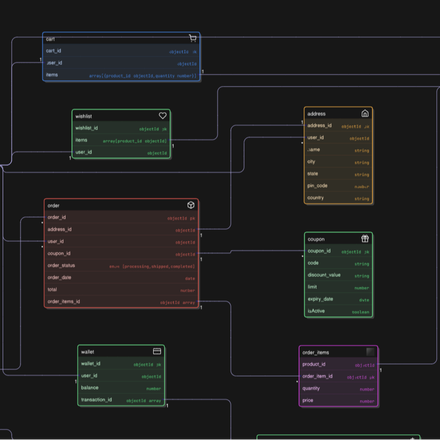 cart
cart_id objectId pk
user_id objectId
items array[{product_id objectId,quantity number}]
1
1
wishlist
wishlist_id objectId pk
items array[product_id objectId]
user_id objectId
1
1
address
address_id objectId pk
user_id objectId
name string
city string
state string
pin_code number
country string
1
order
order_id objectId pk
address_id objectId
user_id objectId
coupon_id objectId
order_status
order_date date
total number
order_items_id objectId array
1
1
1
coupon
coupon_id objectId pk
code string
discount_value string
limit number
expiry_date date
isActive boolean
wallet
wallet_id objectId pk
user_id objectId
balance number
transaction_id objectId array
1
1
order_items
product_id objectId
order_item_id objectId pk
quantity number
price number
1